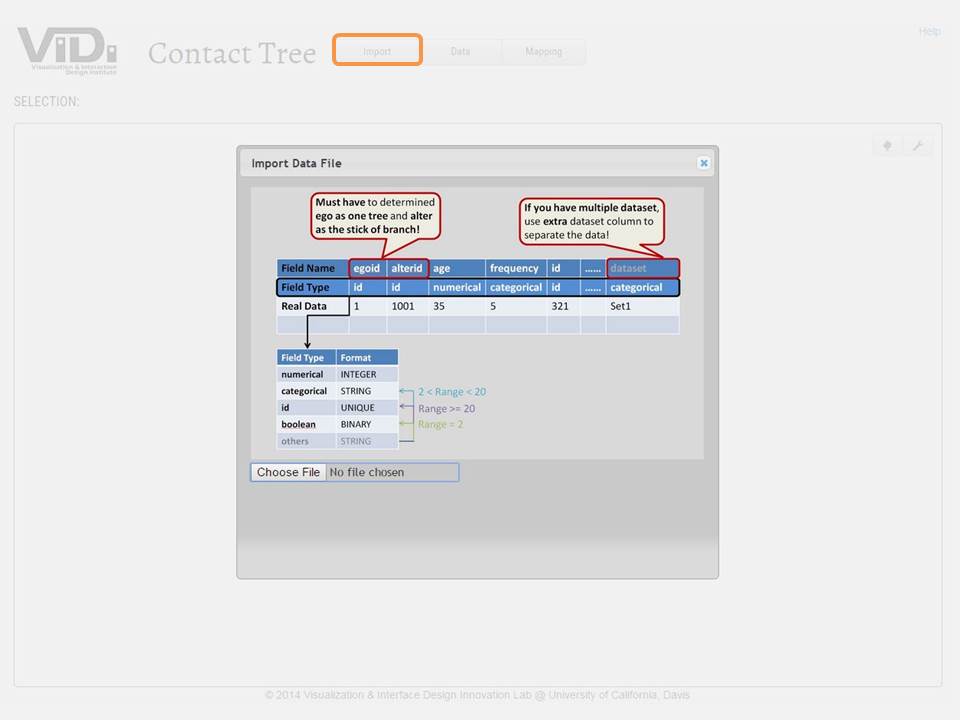 ViDi
Visualization & Interactive
Design Institute
Contact Tree
Import
Data
Mapping
Help
SELECTION:
Import Data File
Must have to determined
ego as one tree and alter
as the stick of branch!
If you have multiple dataset,
use extra dataset column to
separate the data!
Field Name egoid alterid age frequency id ...... dataset
Field Type id id numerical categorical id ...... categorical
Real Data 1 1001 35 5 321 Set1
Field Type Format
numerical INTEGER
categorical STRING 2 < Range < 20
id UNIQUE Range >= 20
boolean BINARY Range = 2
others STRING
Choose File No file chosen
© 2014 Visualization & Interface Design Innovation Lab @ University of California, Davis